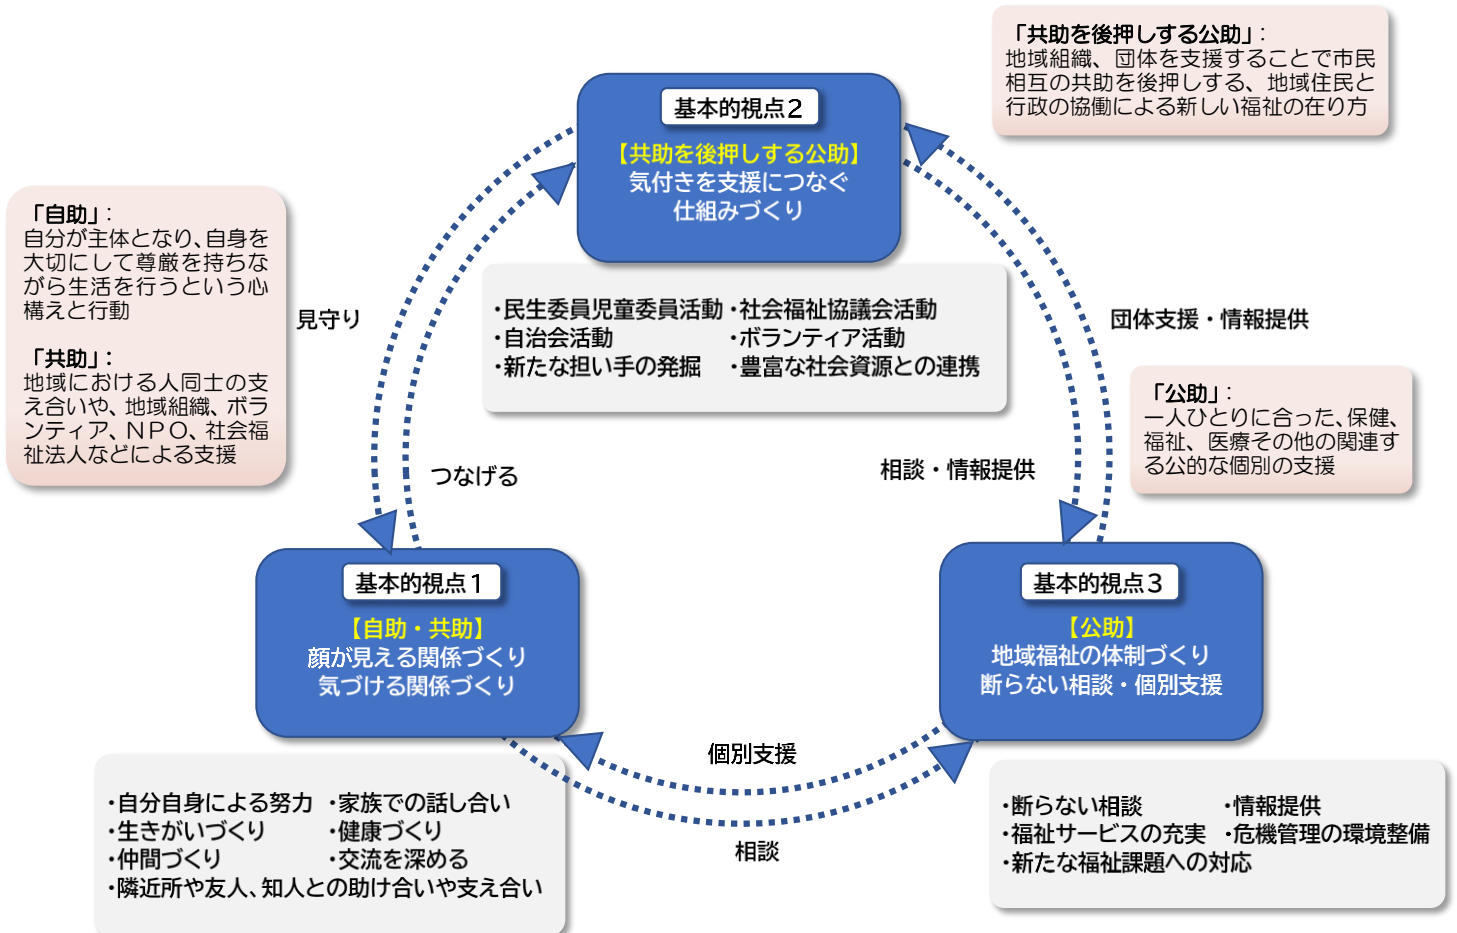 「共助を後押しする公助」：
地域組織、団体を支援することで市民
相互の共助を後押しする、地域住民と
行政の協働による新しい福祉の在り方
基本的視点２
【共助を後押しする公助】
気付きを支援につなぐ
仕組みづくり
「自助」：
自分が主体となり、自身を
大切にして尊厳を持ちな
がら生活を行うという心
構えと行動
「共助」：
地域における人同士の支
え合いや、地域組織、ボラ
ンティア、ＮＰＯ、社会福
祉法人などによる支援
見守り
・民生委員児童委員活動 ・社会福祉協議会活動
・自治会活動 ・ボランティア活動
・新たな担い手の発掘 ・豊富な社会資源との連携
団体支援・情報提供
「公助」：
一人ひとりに合った、保健、
福祉、医療その他の関連す
る公的な個別の支援
つなげる
相談・情報提供
基本的視点１
【自助・共助】
顔が見える関係づくり
気づける関係づくり
基本的視点３
【公助】
地域福祉の体制づくり
断らない相談・個別支援
個別支援
相談
・自分自身による努力 ・家族での話し合い
・生きがいづくり ・健康づくり
・仲間づくり ・交流を深める
・隣近所や友人、知人との助け合いや支え合い
・断らない相談 ・情報提供
・福祉サービスの充実 ・危機管理の環境整備
・新たな福祉課題への対応